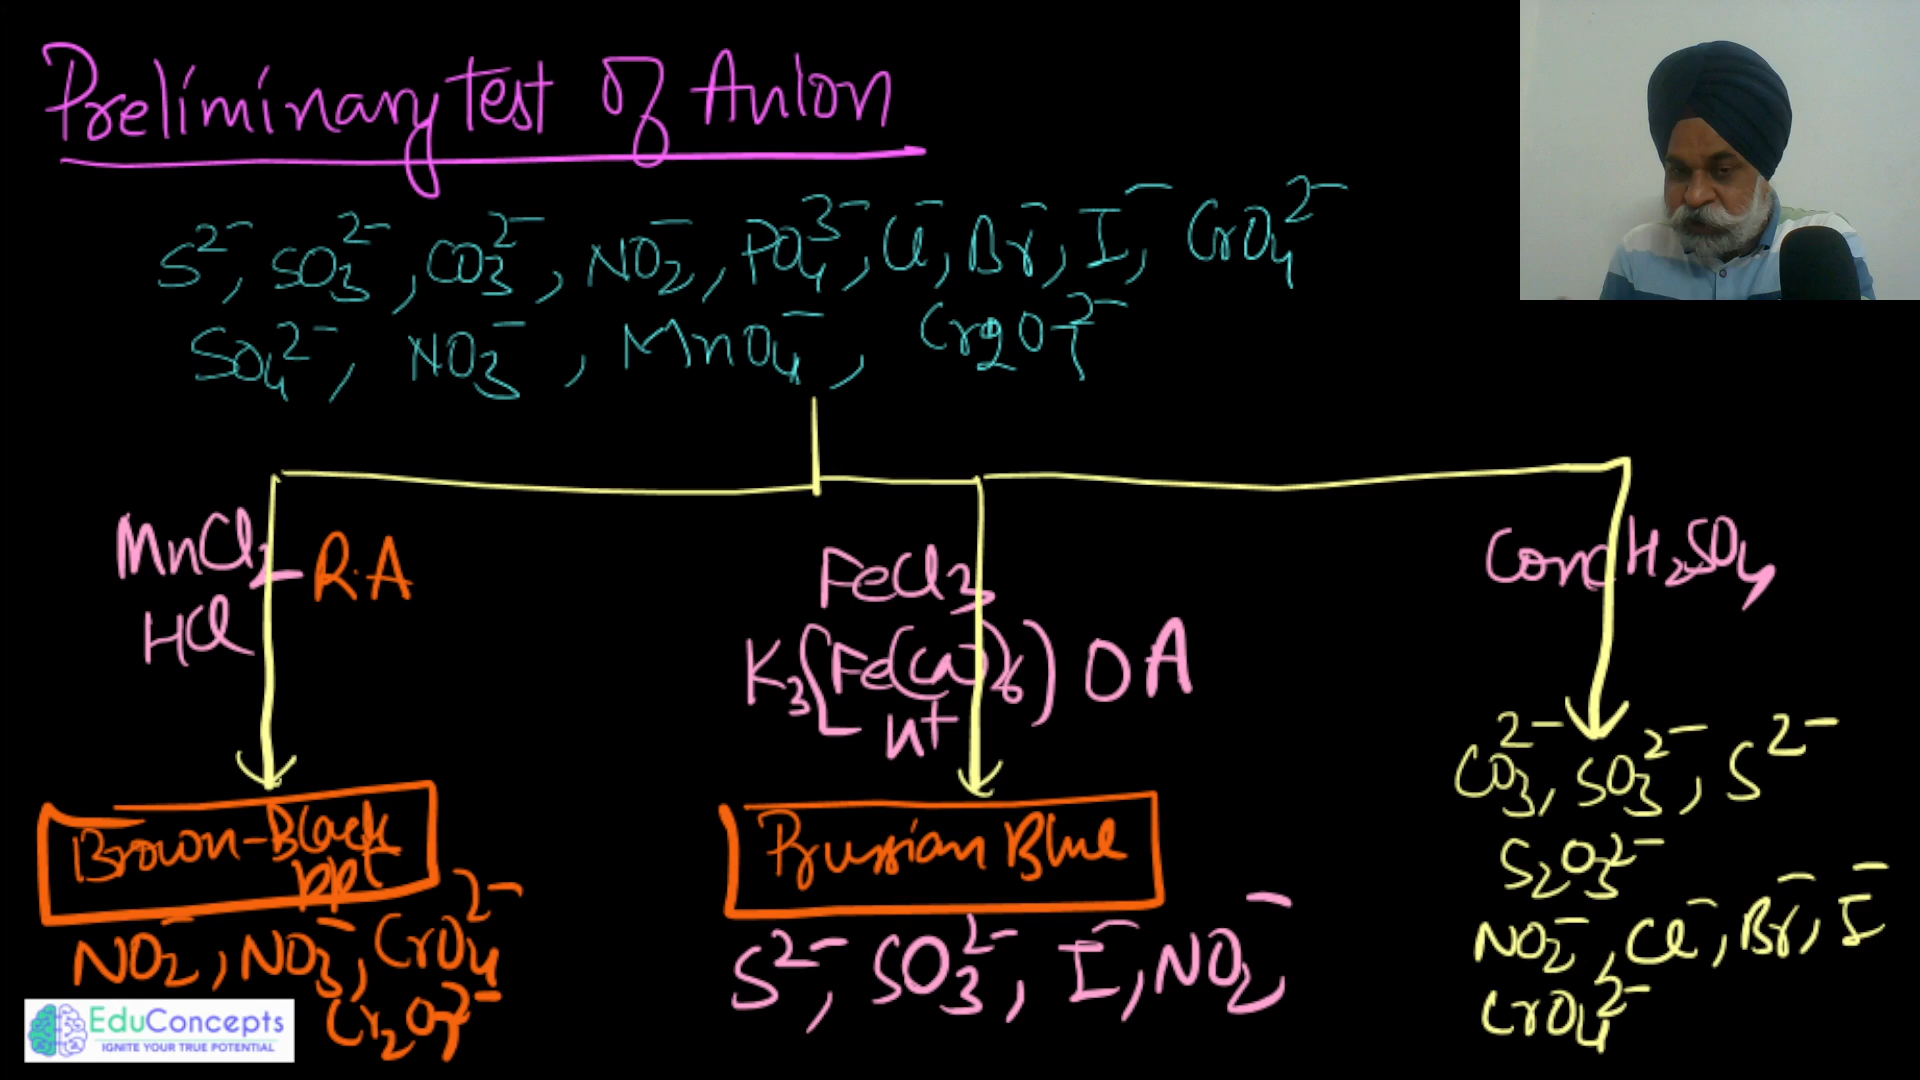 Preliminary Test of Anion
S²⁻, SO₃²⁻, CO₃²⁻, NO₂⁻, PO₄³⁻, Cl⁻, Br⁻, I⁻, CrO₄²⁻
SO₄²⁻, NO₃⁻, MnO₄⁻, Cr₂O₇²⁻
MnCl₂
HCl
R.A
FeCl₃
K₃[Fe(CN)₆]
H⁺
OA
Conc H₂SO₄
Brown-Black
ppt
NO₂⁻, NO₃⁻, CrO₄²⁻
Cr₂O₇²⁻
Prussian Blue
S²⁻, SO₃²⁻, I⁻, NO₂⁻
CO₃²⁻, SO₃²⁻, S²⁻
S₂O₃²⁻
NO₂⁻, Cl⁻, Br⁻, I⁻
CrO₄²⁻
EduConcepts
IGNITE YOUR TRUE POTENTIAL